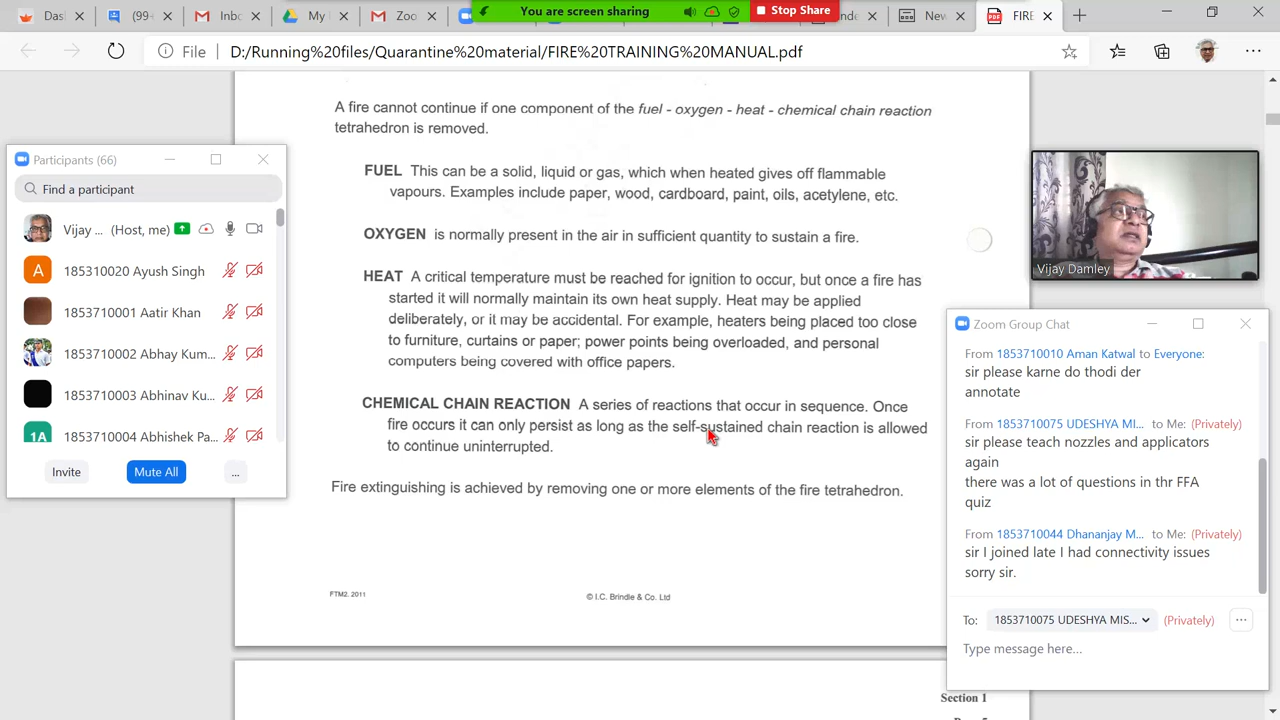 Das
(99
Inbc
My
Zoo
You are screen sharing
Stop Share
nde
New
FIRE
File
D:/Running%20files/Quarantine%20material/FIRE%20TRAINING%20MANUAL.pdf
A fire cannot continue if one component of the fuel - oxygen - heat - chemical chain reaction
tetrahedron is removed.
FUEL This can be a solid, liquid or gas, which when heated gives off flammable
vapours. Examples include paper, wood, cardboard, paint, oils, acetylene, etc.
OXYGEN is normally present in the air in sufficient quantity to sustain a fire.
HEAT A critical temperature must be reached for ignition to occur, but once a fire has
started it will normally maintain its own heat supply. Heat may be applied
deliberately, or it may be accidental. For example, heaters being placed too close
to furniture, curtains or paper; power points being overloaded, and personal
computers being covered with office papers.
CHEMICAL CHAIN REACTION A series of reactions that occur in sequence. Once
fire occurs it can only persist as long as the self-sustained chain reaction is allowed
to continue uninterrupted.
Fire extinguishing is achieved by removing one or more elements of the fire tetrahedron.
FTM2. 2011
© I.C. Brindle & Co. Ltd
Section 1
Participants (66)
Find a participant
Vijay ... (Host, me)
A
185310020 Ayush Singh
1853710001 Aatir Khan
1853710002 Abhay Kum...
1853710003 Abhinav Ku...
1A
1853710004 Abhishek Pa...
Invite
Mute All
...
Vijay Damley
Zoom Group Chat
From 1853710010 Aman Katwal to Everyone:
sir please karne do thodi der
annotate
From 1853710075 UDESHYA MI... to Me: (Privately)
sir please teach nozzles and applicators
again
there was a lot of questions in thr FFA
quiz
From 1853710044 Dhananjay M... to Me: (Privately)
sir I joined late I had connectivity issues
sorry sir.
To: 1853710075 UDESHYA MIS... (Privately)
Type message here...